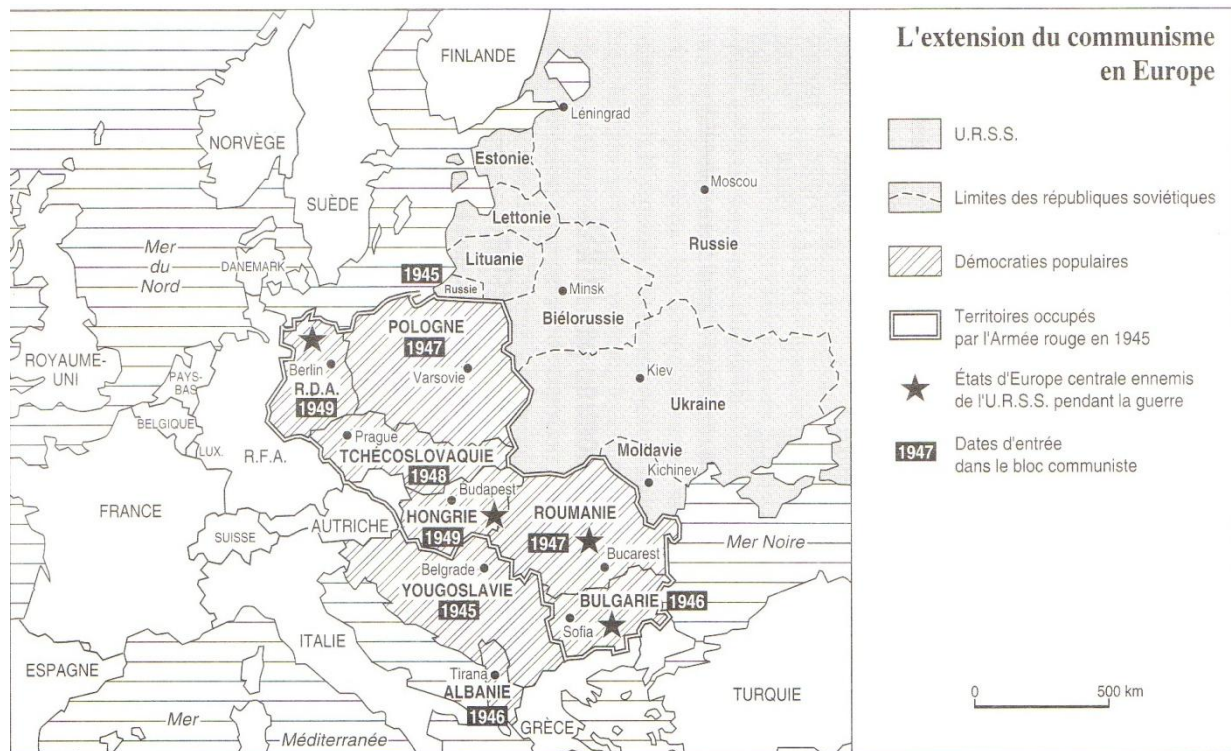 L'extension du communisme
en Europe
U.R.S.S.
Limites des républiques soviétiques
Démocraties populaires
Territoires occupés
par l'Armée rouge en 1945
États d'Europe centrale ennemis
de l'U.R.S.S. pendant la guerre
1947
Dates d'entrée
dans le bloc communiste
0
500 km
FINLANDE
Léningrad
NORVÈGE
Estonie
Moscou
SUÈDE
Lettonie
Russie
Mer
du
Nord
DANEMARK
Lituanie
1945
Russie
Minsk
Biélorussie
POLOGNE
1947
ROYAUME-
UNI
PAYS-
BAS
Berlin
R.D.A.
1949
Varsovie
Kiev
Ukraine
BELGIQUE
LUX.
R.F.A.
Prague
TCHÉCOSLOVAQUIE
1948
Moldavie
Kichinev
FRANCE
Budapest
HONGRIE
1949
ROUMANIE
1947
AUTRICHE
SUISSE
Bucarest
Mer Noire
Belgrade
YOUGOSLAVIE
1945
BULGARIE
1946
Sofia
ITALIE
ESPAGNE
Tirana
ALBANIE
1946
GRÈCE
TURQUIE
Mer
Méditerranée